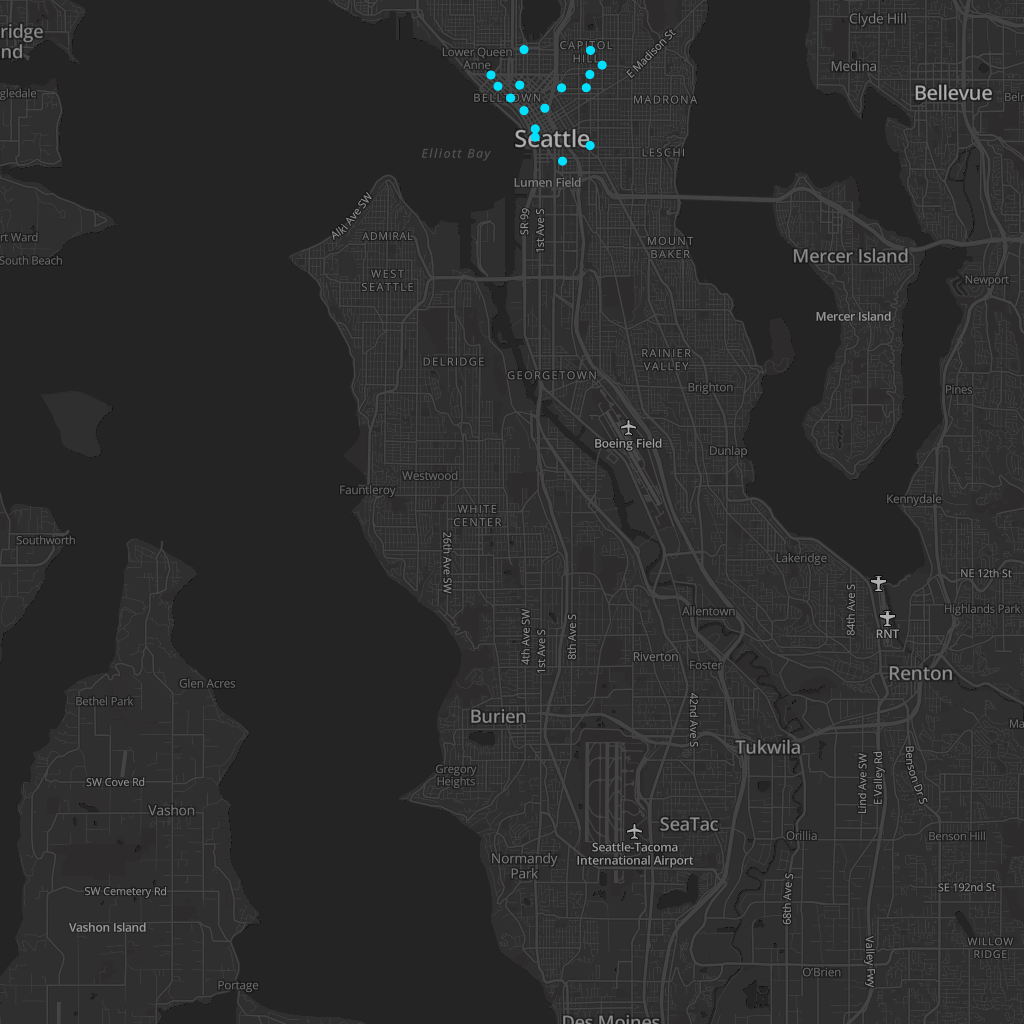 Clyde Hill
ridge
nd
CAPITOL
HILL
E Madison St
Lower Queen
Anne
Medina
gledale
BELLTOWN
MADRONA
Bellevue
Bel
Seattle
Elliott Bay
LESCHI
Lumen Field
Alki Ave SW
SR 99
1st Ave S
rt Ward
ADMIRAL
MOUNT
BAKER
South Beach
Mercer Island
WEST
SEATTLE
Newport
Mercer Island
DELRIDGE
RAINIER
VALLEY
GEORGETOWN
Brighton
Pines
Boeing Field
Dunlap
Westwood
Fauntleroy
Kennydale
WHITE
CENTER
Southworth
26th Ave SW
Lakeridge
NE 12th St
84th Ave S
Allentown
Highlands Park
4th Ave SW
1st Ave S
8th Ave S
RNT
Riverton
Foster
Renton
Glen Acres
Bethel Park
42nd Ave S
Burien
Ma
Tukwila
Gregory
Heights
SW Cove Rd
Lind Ave SW
E Valley Rd
Benson Dr S
Vashon
SeaTac
Orillia
Benson Hill
Seattle-Tacoma
International Airport
Normandy
Park
SW Cemetery Rd
68th Ave S
SE 192nd St
Vashon Island
WILLOW
RIDGE
Valley Fwy
O'Brien
Portage
Des Moines